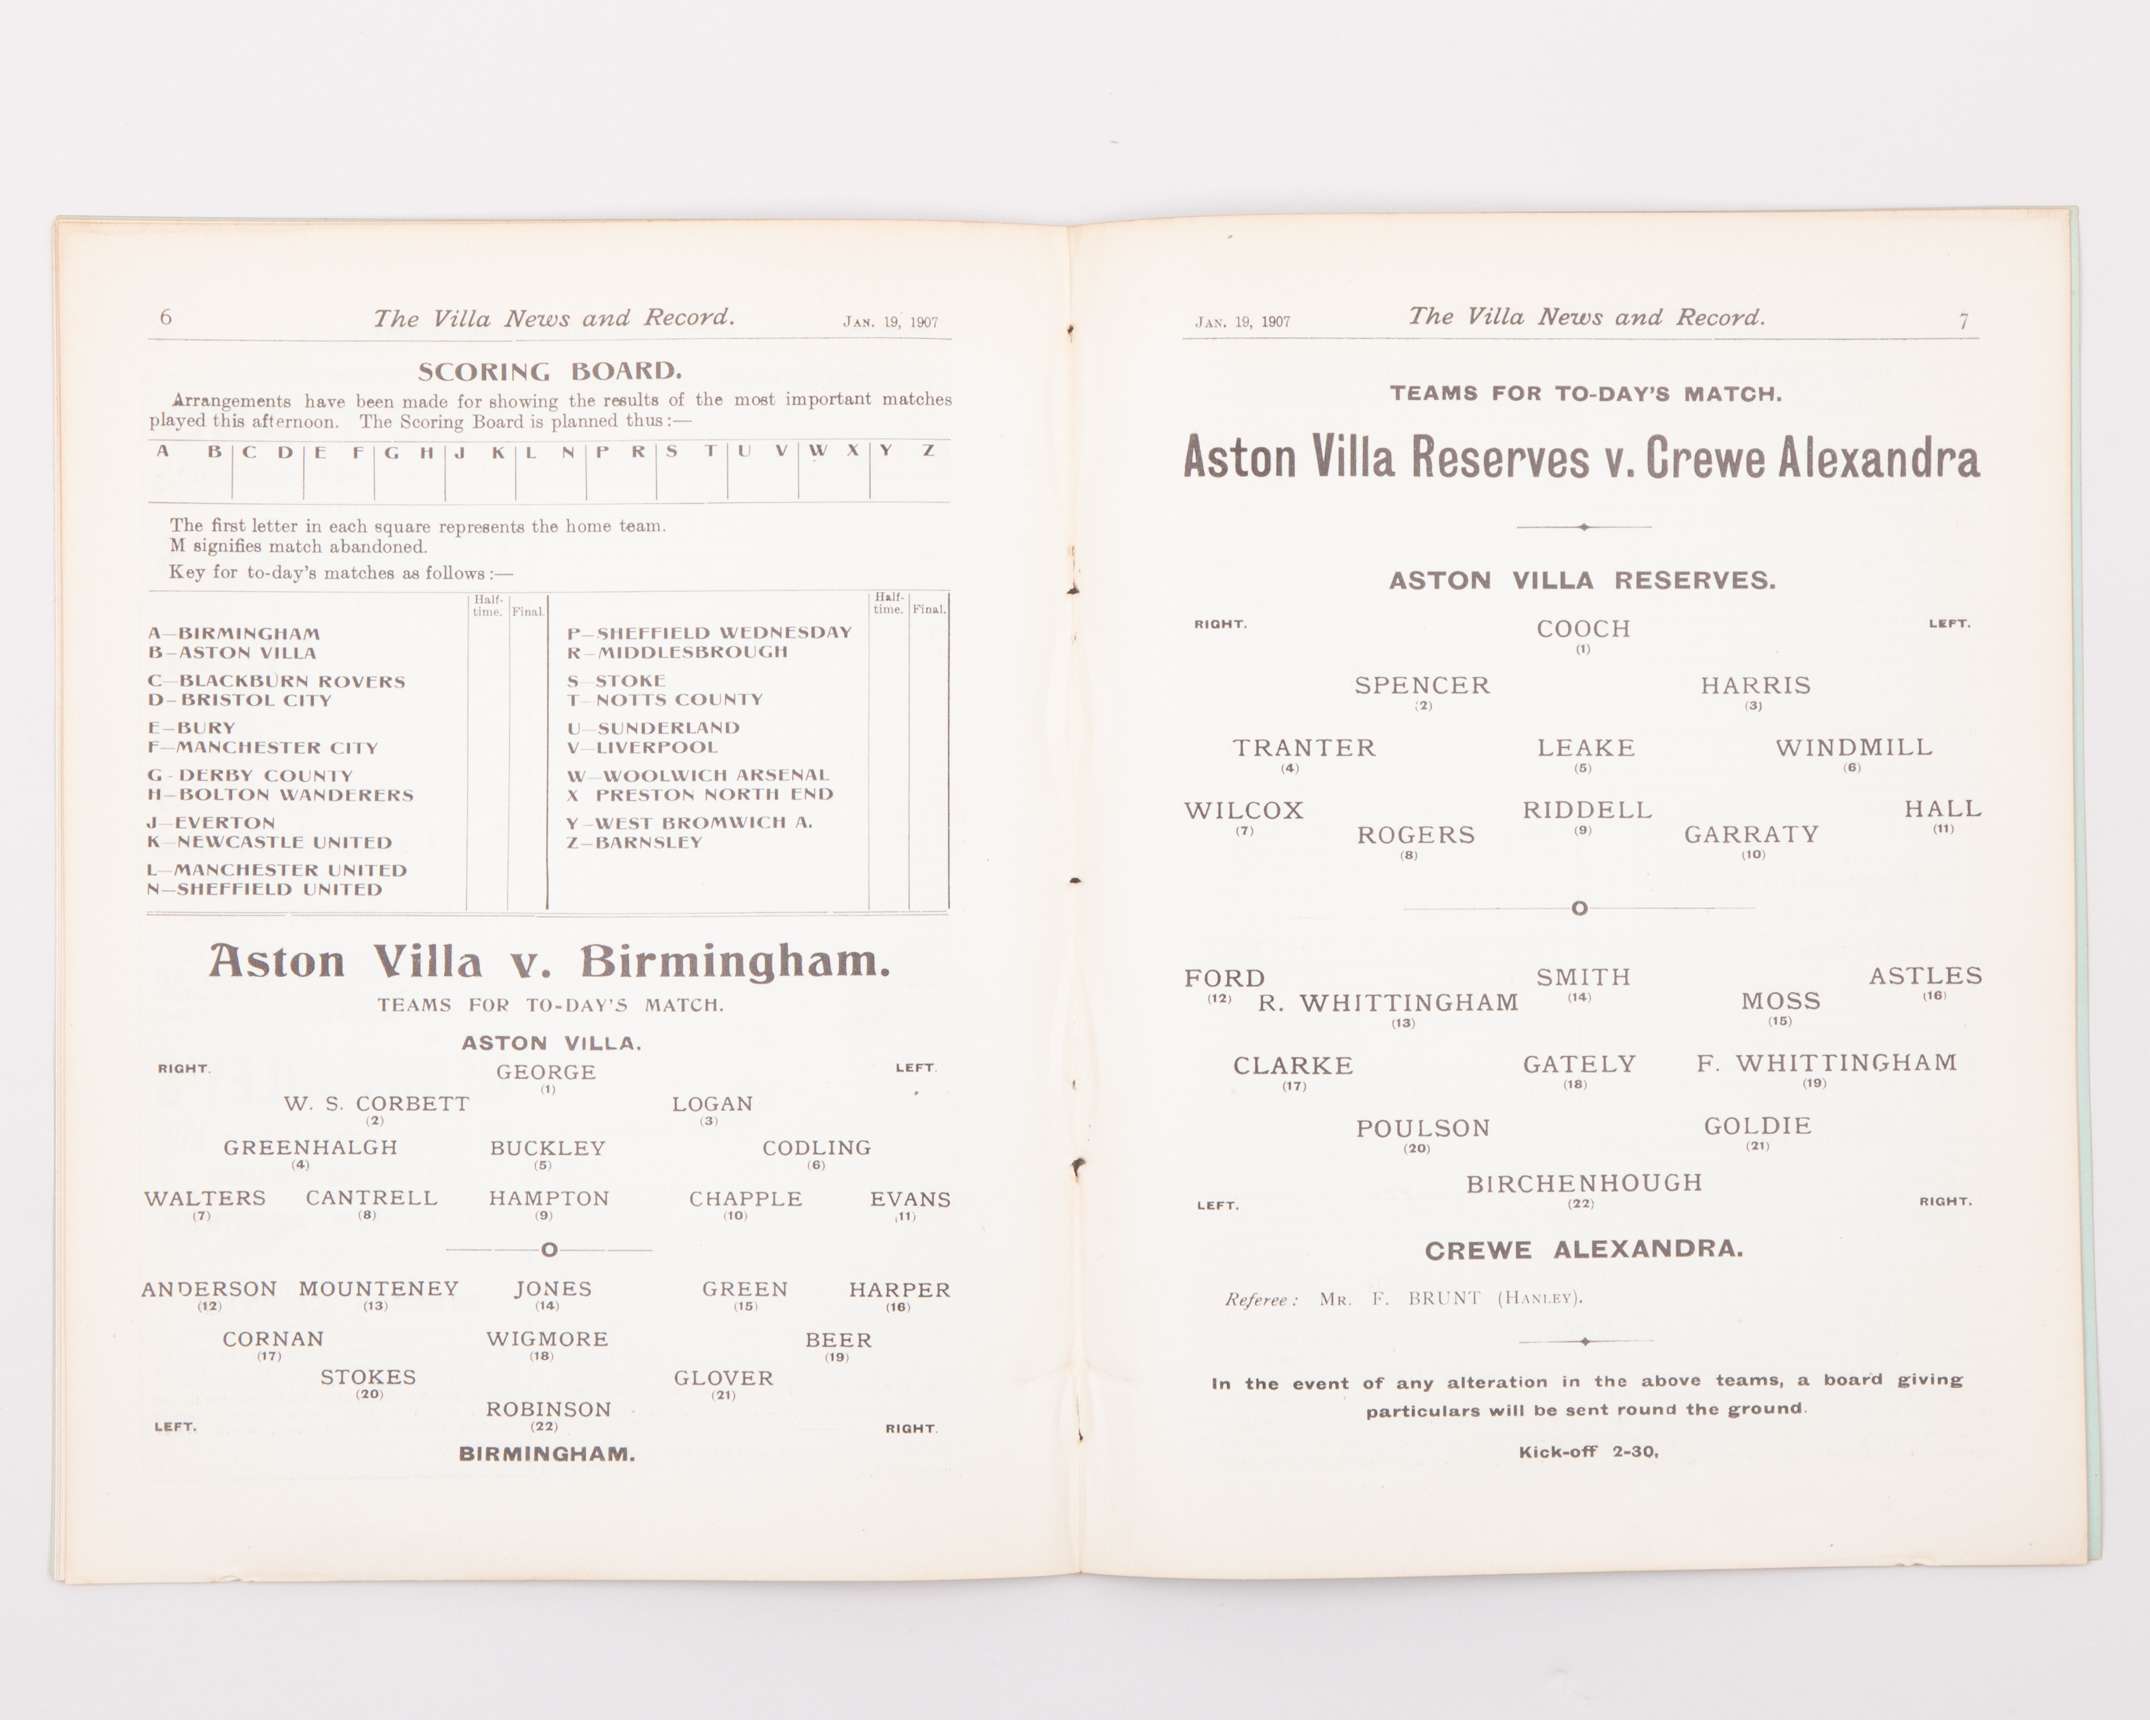 6 The Villa News and Record. JAN. 19, 1907
SCORING BOARD.
Arrangements have been made for showing the results of the most important matches
played this afternoon. The Scoring Board is planned thus:—
A B C D E F G H J K L N P R S T U V W X Y Z
The first letter in each square represents the home team.
M signifies match abandoned.
Key for to-day's matches as follows:—
Half-time. Final.
A—BIRMINGHAM
B—ASTON VILLA
C—BLACKBURN ROVERS
D—BRISTOL CITY
E—BURY
F—MANCHESTER CITY
G-DERBY COUNTY
H—BOLTON WANDERERS
J—EVERTON
K—NEWCASTLE UNITED
L—MANCHESTER UNITED
N—SHEFFIELD UNITED
Half-time. Final.
P—SHEFFIELD WEDNESDAY
R—MIDDLESBROUGH
S—STOKE
T—NOTTS COUNTY
U—SUNDERLAND
V—LIVERPOOL
W—WOOLWICH ARSENAL
X PRESTON NORTH END
Y—WEST BROMWICH A.
Z—BARNSLEY
Aston Villa v. Birmingham.
TEAMS FOR TO-DAY'S MATCH.
ASTON VILLA.
RIGHT. GEORGE LEFT.
(1)
W. S. CORBETT LOGAN
(2) (3)
GREENHALGH BUCKLEY CODLING
(4) (5) (6)
WALTERS CANTRELL HAMPTON CHAPPLE EVANS
(7) (8) (9) (10) (11)
O
ANDERSON MOUNTENEY JONES GREEN HARPER
(12) (13) (14) (15) (16)
CORNAN WIGMORE BEER
(17) (18) (19)
STOKES GLOVER
(20) (21)
ROBINSON
LEFT. (22) RIGHT.
BIRMINGHAM.
JAN. 19, 1907 The Villa News and Record. 7
TEAMS FOR TO-DAY'S MATCH.
Aston Villa Reserves v. Crewe Alexandra
ASTON VILLA RESERVES.
RIGHT. COOCH LEFT.
(1)
SPENCER HARRIS
(2) (3)
TRANTER LEAKE WINDMILL
(4) (5) (6)
WILCOX RIDDELL HALL
(7) (9) (11)
ROGERS GARRATY
(8) (10)
O
FORD SMITH ASTLES
(12) (14) (16)
R. WHITTINGHAM MOSS
(13) (15)
CLARKE GATELY F. WHITTINGHAM
(17) (18) (19)
POULSON GOLDIE
(20) (21)
BIRCHENHOUGH
LEFT. (22) RIGHT.
CREWE ALEXANDRA.
Referee: MR. F. BRUNT (HANLEY).
In the event of any alteration in the above teams, a board giving
particulars will be sent round the ground.
Kick-off 2-30,